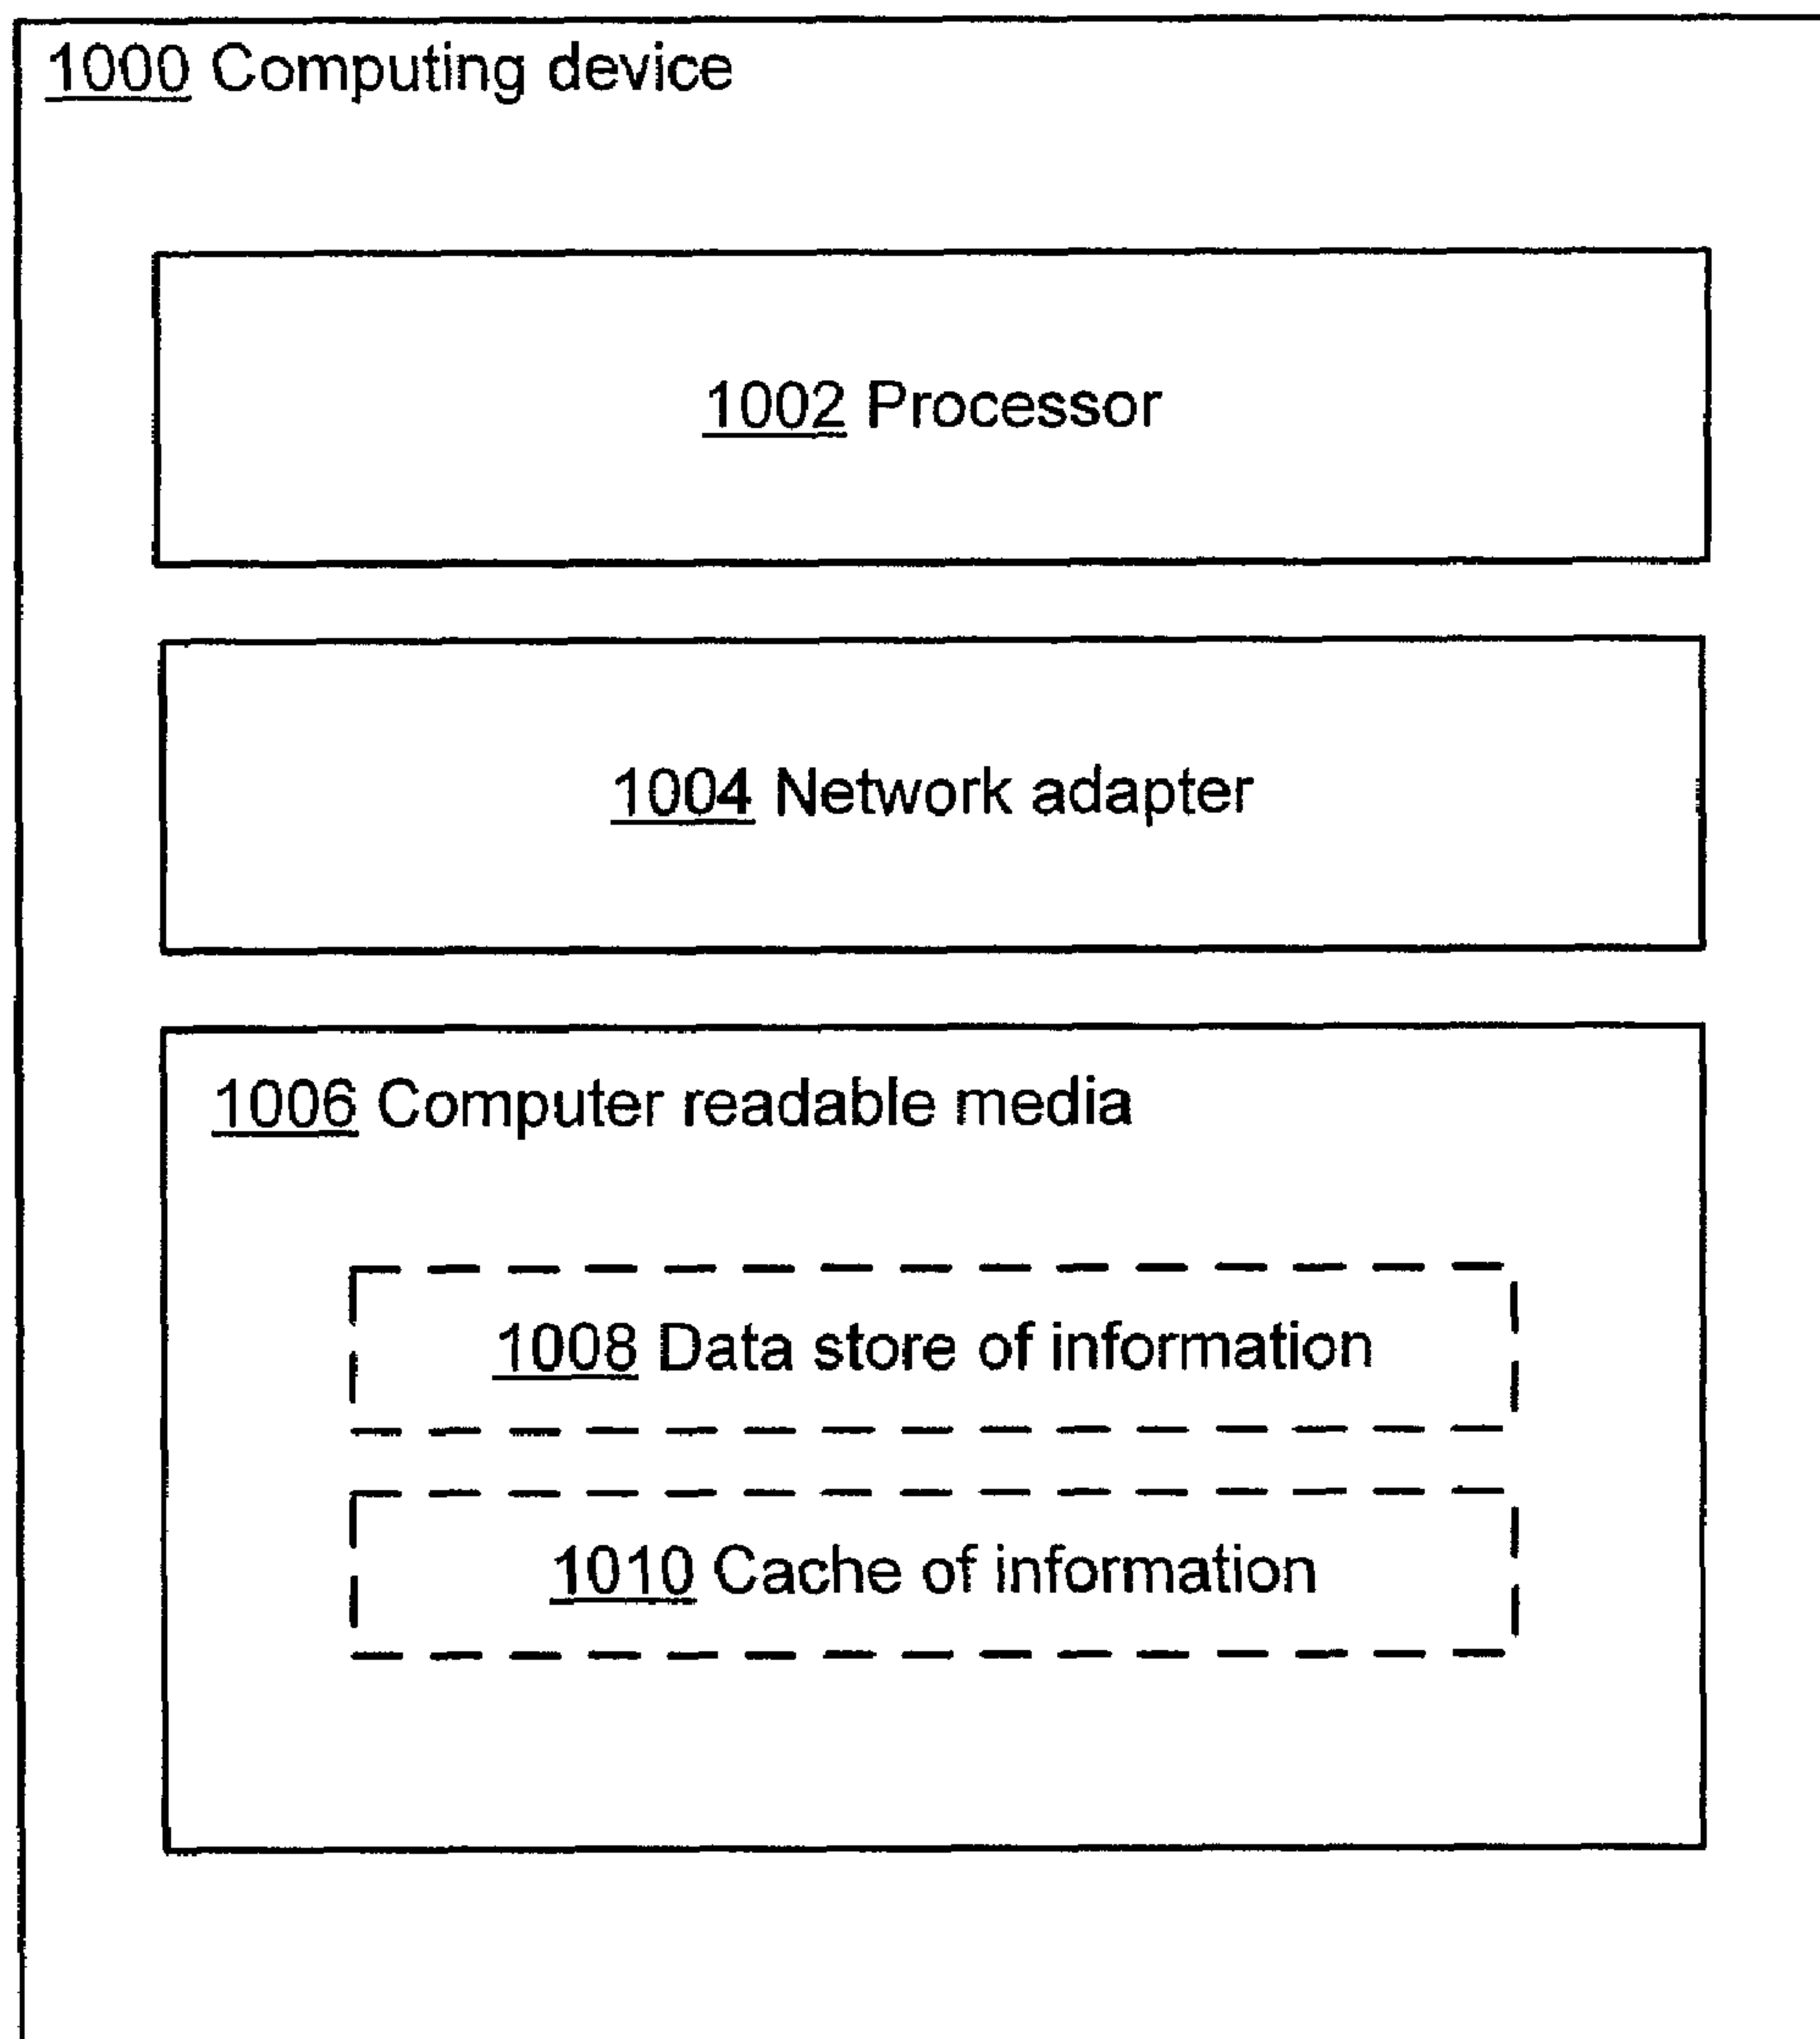 1000 Computing device
1002 Processor
1004 Network adapter
1006 Computer readable media
1008 Data store of information
1010 Cache of information